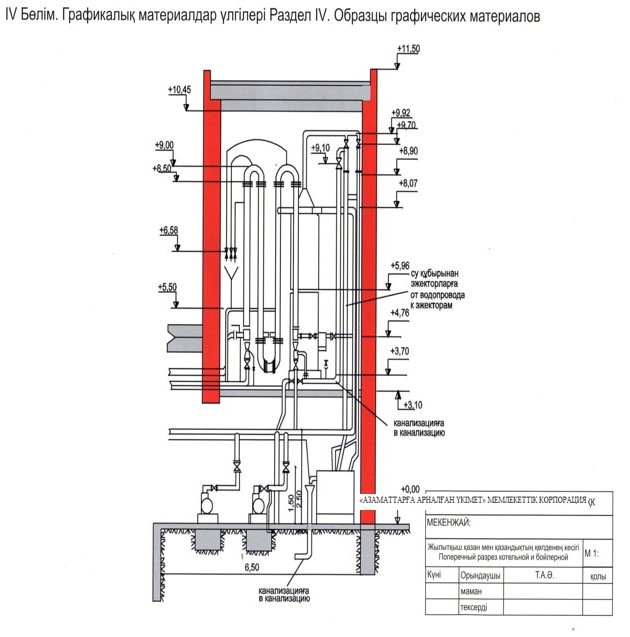 IV Бөлім. Графикалық материалдар үлгілері Раздел IV. Образцы графических материалов
+11,50
+10,45
+9,92
+9,70
+9,00
+9,10
+8,90
+8,50
+8,07
+6,58
+5,96
су құбырынан
эжекторларға
от водопровода
к эжекторам
+5,50
+4,76
+3,70
+3,10
канализацияға
в канализацию
1,50
2,50
+0,00
«АЗАМАТТАРҒА АРНАЛҒАН ҮКІМЕТ» МЕМЛЕКЕТТІК КОРПОРАЦИЯ ҚК
МЕКЕНЖАЙ:
Жылытқыш қазан мен қазандықтың көлденең кесігі
Поперечный разрез котельной и бойлерной
М 1:
Күні Орындаушы Т.А.Ә. қолы
маман
тексерді
6,50
канализацияға
в канализацию